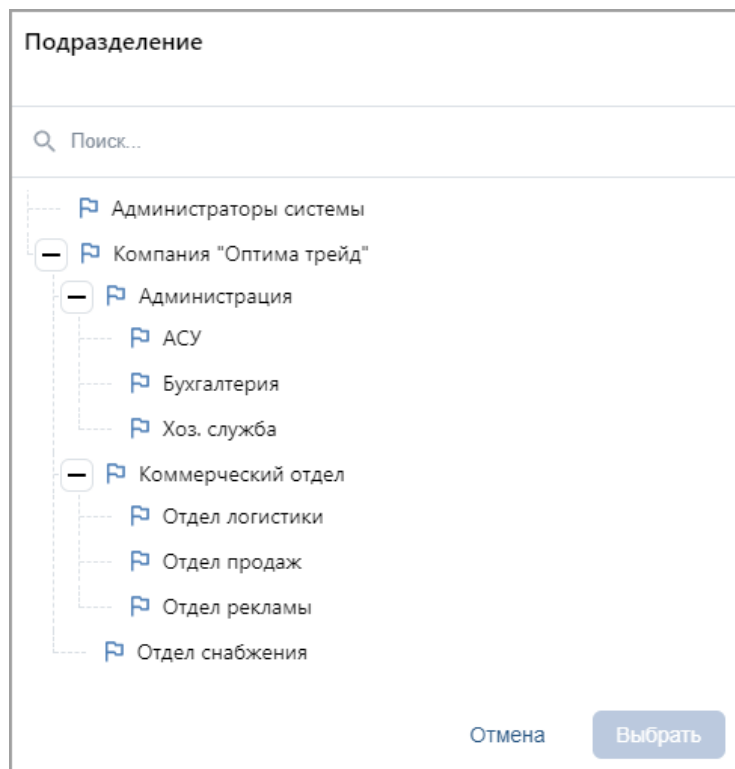 Подразделение
Поиск...
Администраторы системы
Компания "Оптима трейд"
Администрация
АСУ
Бухгалтерия
Хоз. служба
Коммерческий отдел
Отдел логистики
Отдел продаж
Отдел рекламы
Отдел снабжения
Отмена Выбрать